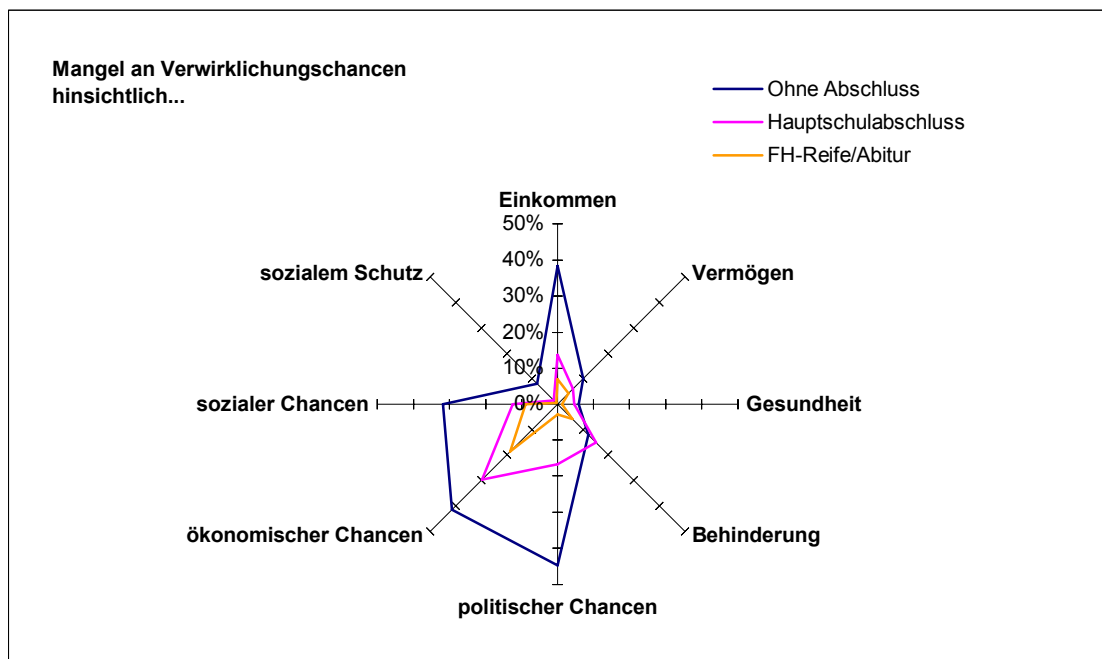 Mangel an Verwirklichungschancen
hinsichtlich...
Ohne Abschluss
Hauptschulabschluss
FH-Reife/Abitur
Einkommen
50%
sozialem Schutz
Vermögen
40%
30%
20%
10%
sozialer Chancen
0%
Gesundheit
ökonomischer Chancen
Behinderung
politischer Chancen